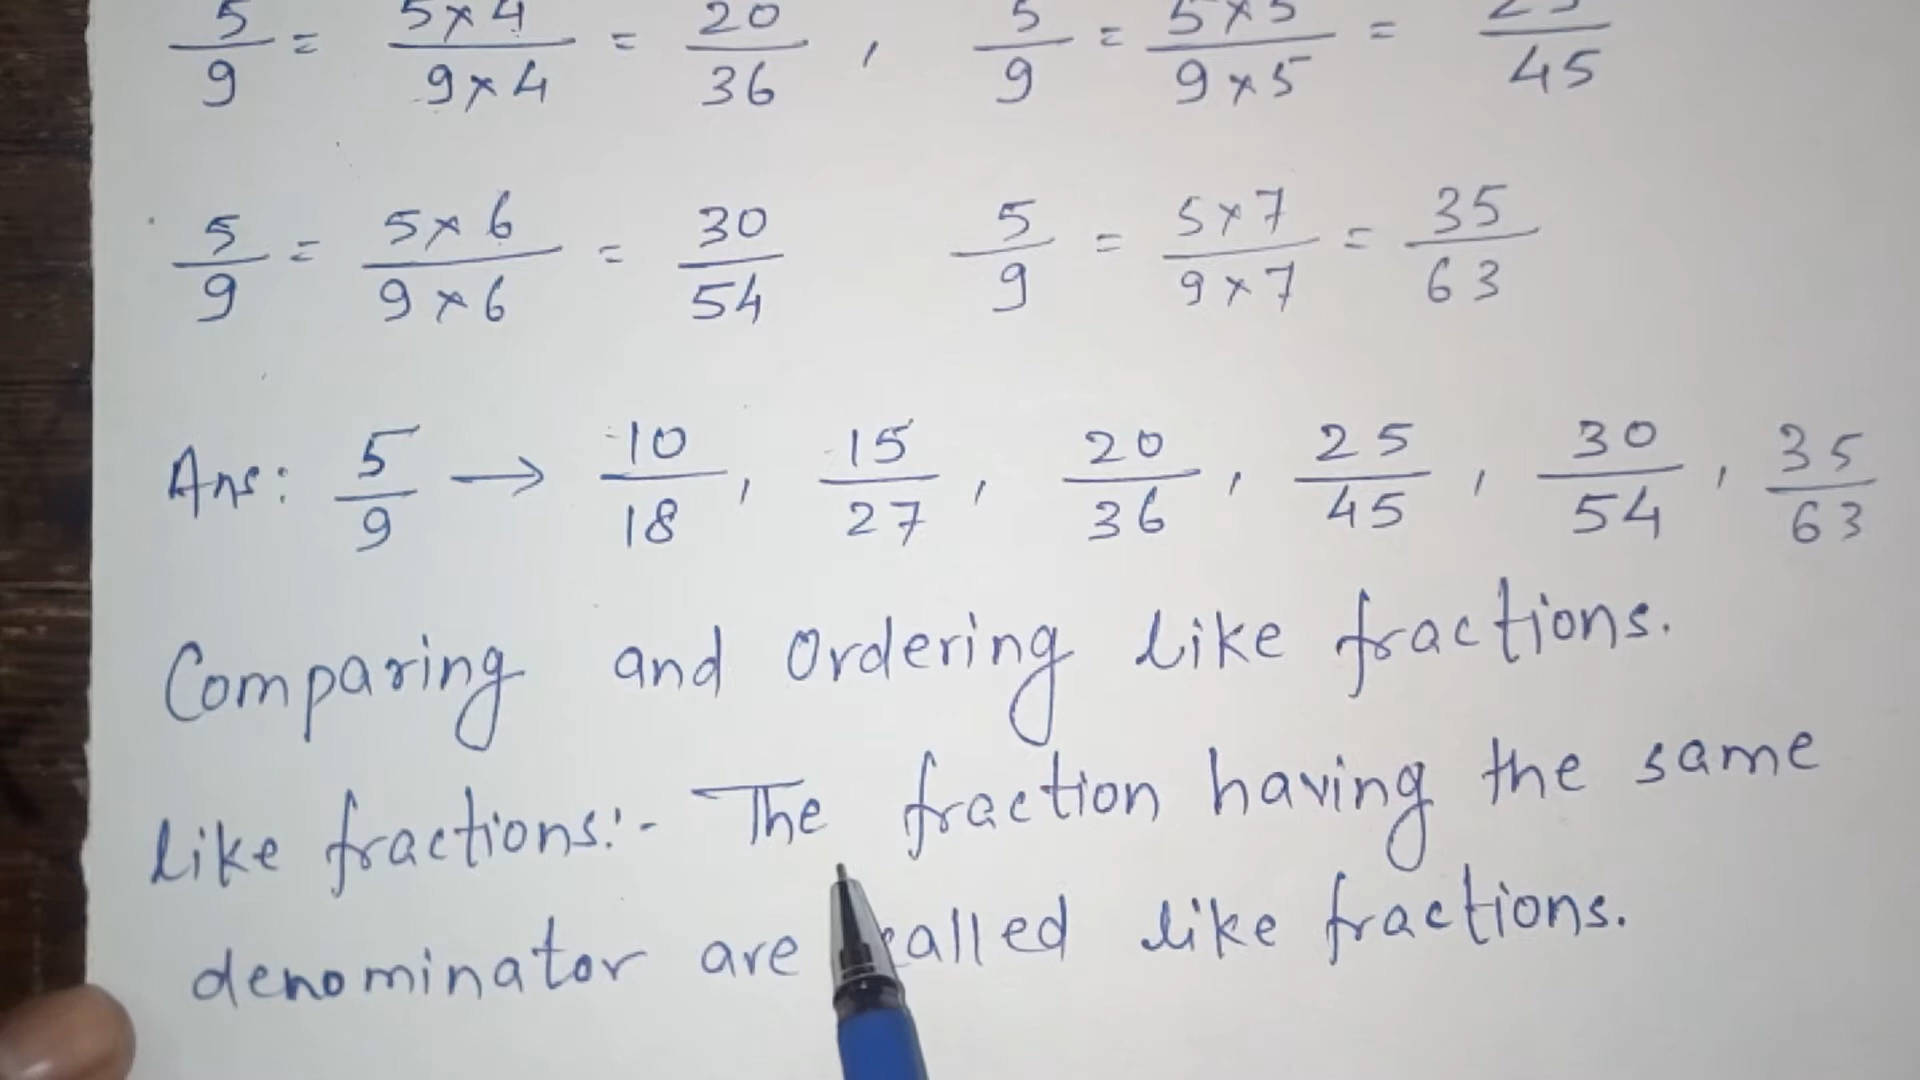 5/9 = 5×4/9×4 = 20/36 , 5/9 = 5×5/9×5 = 25/45
5/9 = 5×6/9×6 = 30/54 5/9 = 5×7/9×7 = 35/63
Ans: 5/9 → 10/18, 15/27, 20/36, 25/45, 30/54, 35/63
Comparing and Ordering like fractions.
like fractions:- The fraction having the same
denominator are called like fractions.